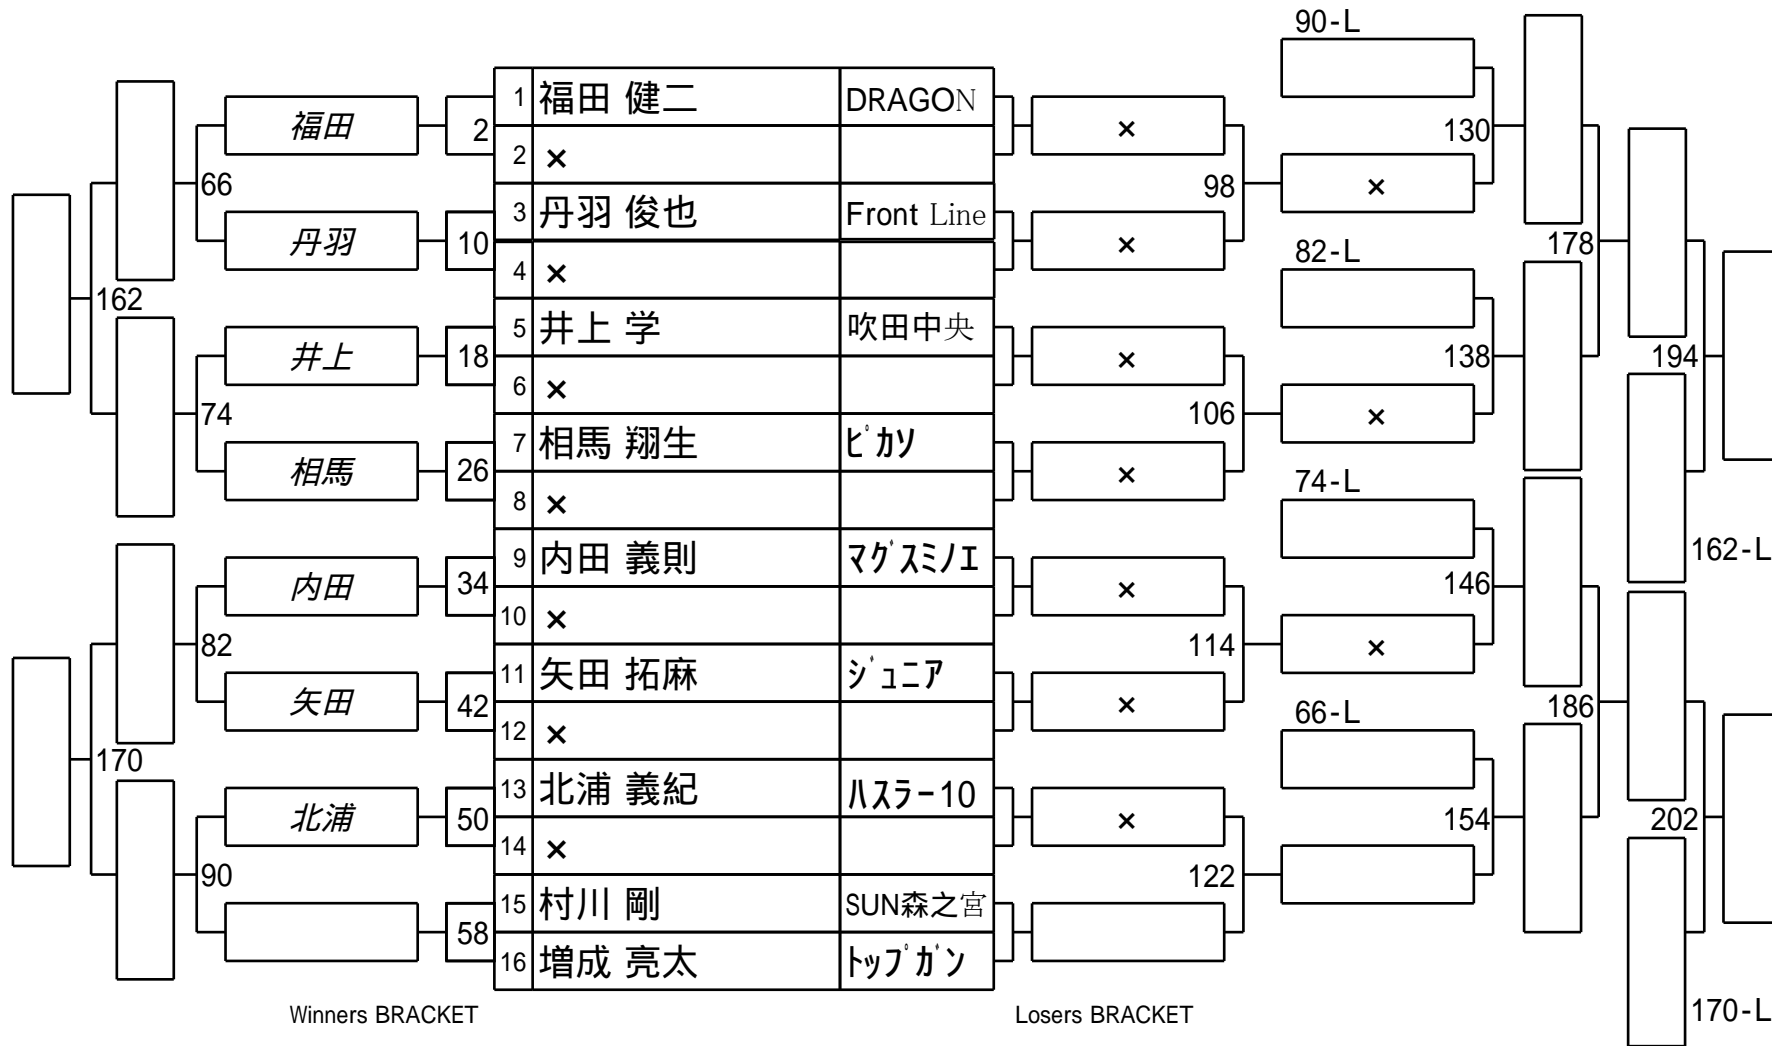 90-L
1 福田 健二 DRAGON
福田 2 × 130
2 ×
66 98 ×
3 丹羽 俊也 Front Line
丹羽 10 × 178
4 × 82-L
162
5 井上 学 吹田中央
井上 18 × 138 194
6 ×
74 106 ×
7 相馬 翔生 ピカソ
相馬 26 × 74-L
8 ×
9 内田 義則 マグスミノエ 162-L
内田 34 × 146
10 ×
82 114 ×
11 矢田 拓麻 ジュニア
矢田 42 × 66-L 186
12 ×
170
13 北浦 義紀 ハスラー10
北浦 50 × 154 202
14 ×
90 122
15 村川 剛 SUN森之宮
58
16 増成 亮太 トップガン
Winners BRACKET Losers BRACKET 170-L